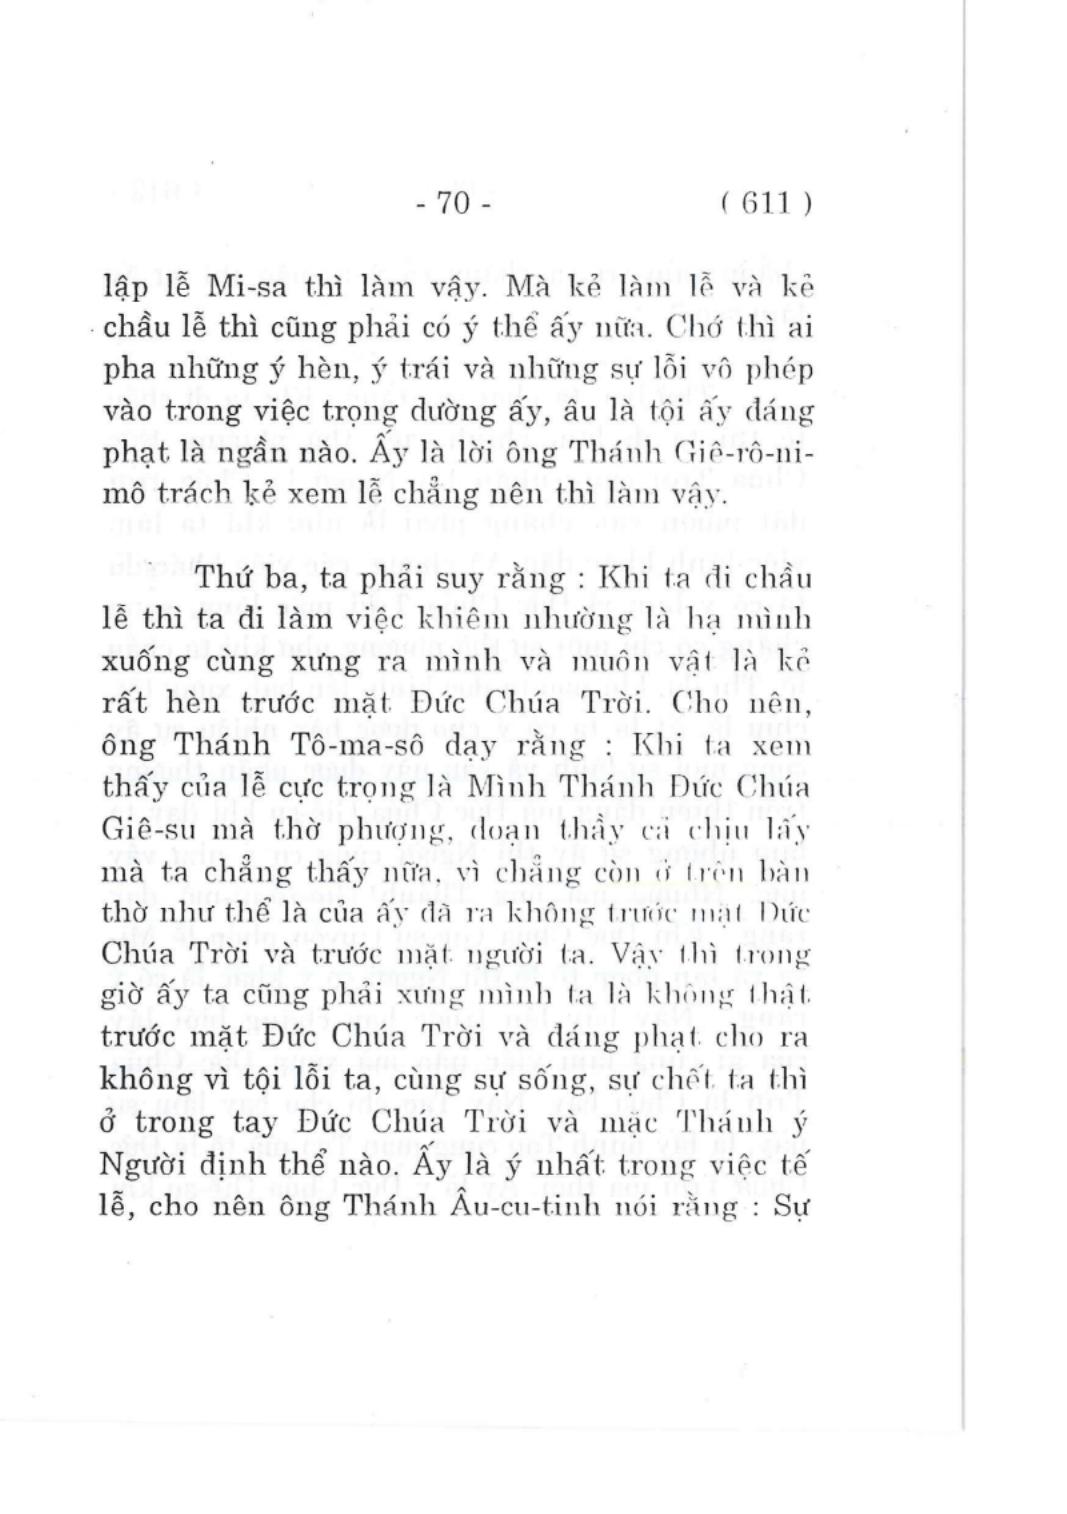 - 70 - ( 611 )
lập lễ Mi-sa thì làm vậy. Mà kẻ làm lễ và kẻ
chầu lễ thì cũng phải có ý thể ấy nữa. Chớ thì ai
pha những ý hèn, ý trái và những sự lỗi vô phép
vào trong việc trọng dường ấy, âu là tội ấy đáng
phạt là ngần nào. Ấy là lời ông Thánh Giê-rô-ni-
mô trách kẻ xem lễ chẳng nên thì làm vậy.
Thứ ba, ta phải suy rằng : Khi ta đi chầu
lễ thì ta đi làm việc khiêm nhường là hạ mình
xuống cùng xưng ra mình và muôn vật là kẻ
rất hèn trước mặt Đức Chúa Trời. Cho nên,
ông Thánh Tô-ma-sô dạy rằng : Khi ta xem
thấy của lễ cực trọng là Mình Thánh Đức Chúa
Giê-su mà thờ phượng, đoạn thầy cả chịu lấy
mà ta chẳng thấy nữa, vì chẳng còn ở trên bàn
thờ như thể là của ấy đã ra không trước mặt Đức
Chúa Trời và trước mặt người ta. Vậy thì trong
giờ ấy ta cũng phải xưng mình ta là không thật
trước mặt Đức Chúa Trời và đáng phạt cho ra
không vì tội lỗi ta, cùng sự sống, sự chết ta thì
ở trong tay Đức Chúa Trời và mặc Thánh ý
Người định thể nào. Ấy là ý nhất trong việc tế
lễ, cho nên ông Thánh Âu-cu-tinh nói rằng : Sự